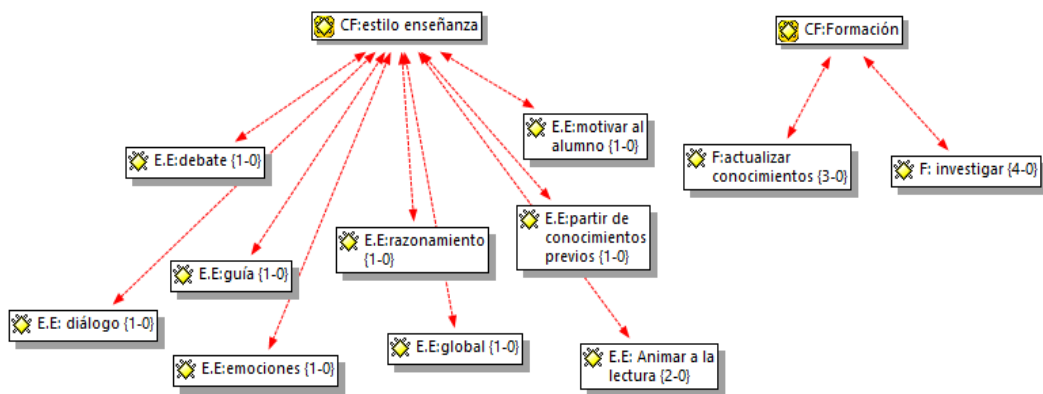 CF:estilo enseñanza
CF:Formación
E.E:motivar al
alumno {1-0}
E.E:debate {1-0}
F:actualizar
conocimientos {3-0}
F: investigar {4-0}
E.E:partir de
conocimientos
previos {1-0}
E.E:razonamiento
{1-0}
E.E:guía {1-0}
E.E: diálogo {1-0}
E.E:global {1-0}
E.E:emociones {1-0}
E.E: Animar a la
lectura {2-0}